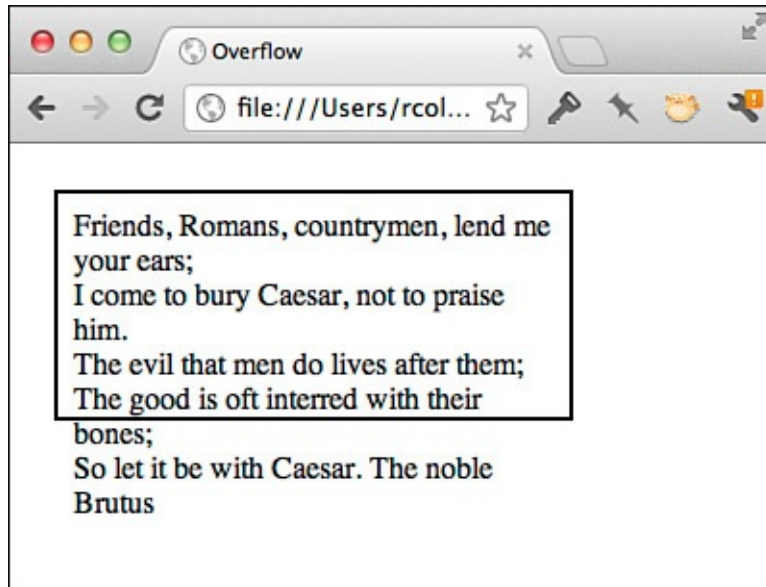 Overflow
file:///Users/rcol...
Friends, Romans, countrymen, lend me
your ears;
I come to bury Caesar, not to praise
him.
The evil that men do lives after them;
The good is oft interred with their
bones;
So let it be with Caesar. The noble
Brutus